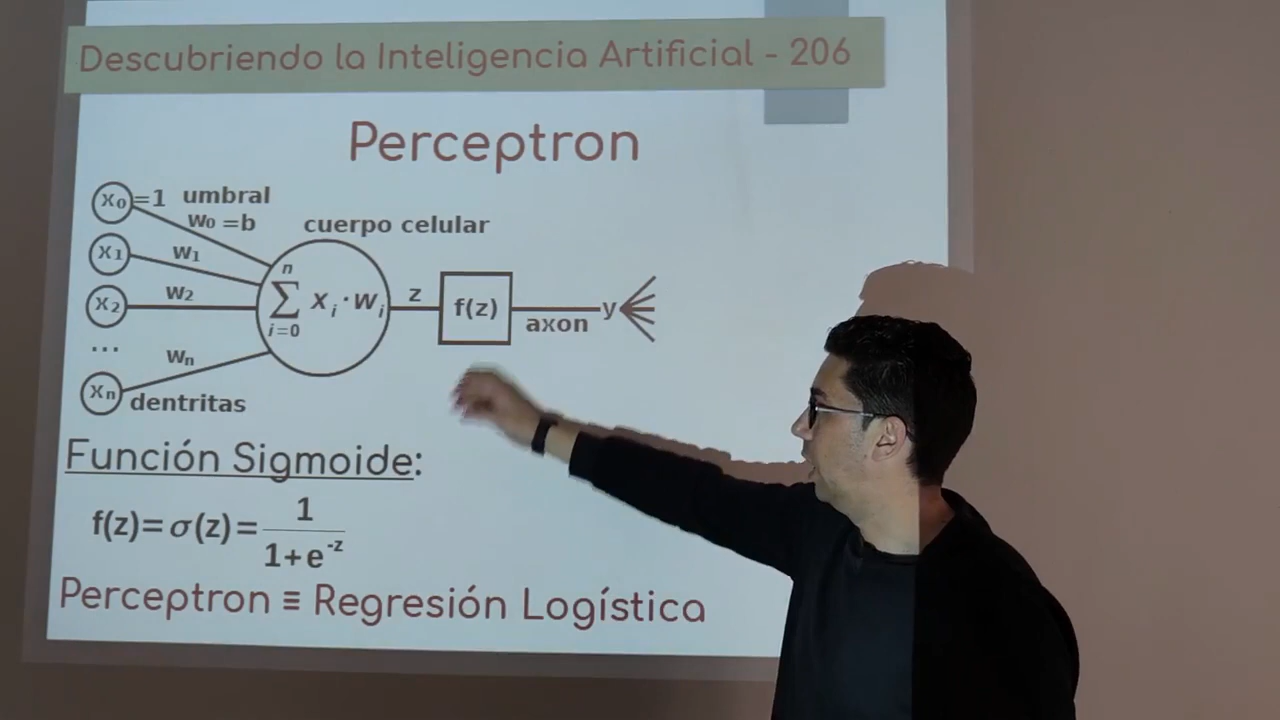 Descubriendo la Inteligencia Artificial - 206
Perceptron
x₀=1 umbral
w₀ =b
cuerpo celular
x₁ w₁
x₂ w₂
n
∑ xᵢ·wᵢ
i=0
z
f(z)
axon
y
...
wₙ
xₙ
dentritas
Función Sigmoide:
f(z)=σ(z)=1/(1+e⁻ᶻ)
Perceptron ≡ Regresión Logística